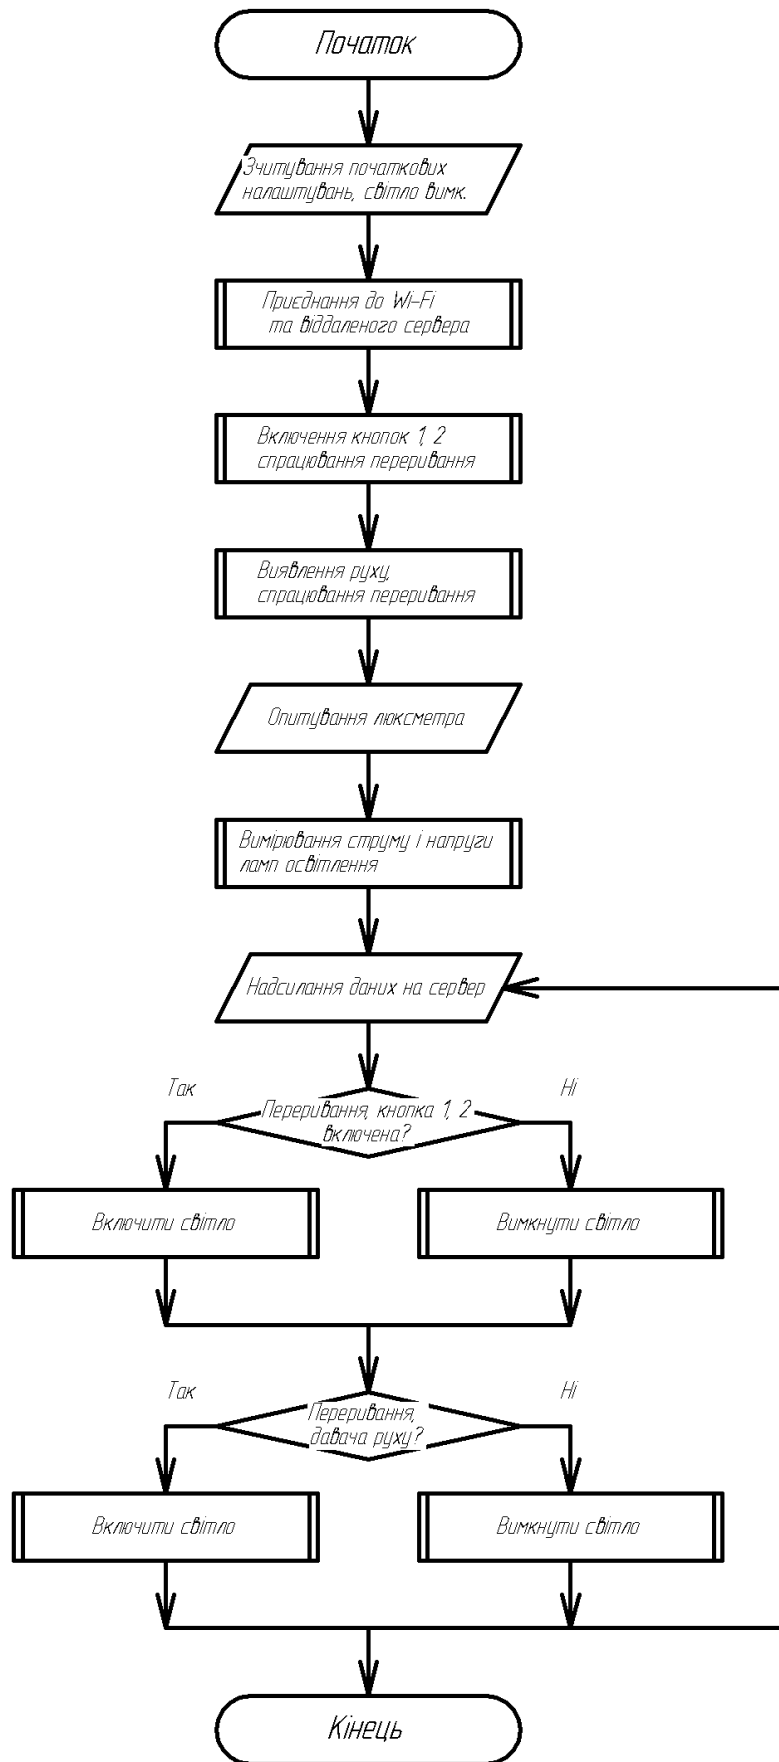 Початок
Зчитування початкових
налаштувань, світло вимк.
Приєднання до Wi-Fi
та віддаленого сервера
Включення кнопок 1, 2
спрацювання переривання
Виявлення руху,
спрацювання переривання
Опитування люксметра
Вимірювання струму і напруги
ламп освітлення
Надсилання даних на сервер
Так
Ні
Переривання, кнопка 1, 2
включена?
Включити світло
Вимкнути світло
Так
Ні
Переривання,
давача руху?
Включити світло
Вимкнути світло
Кінець